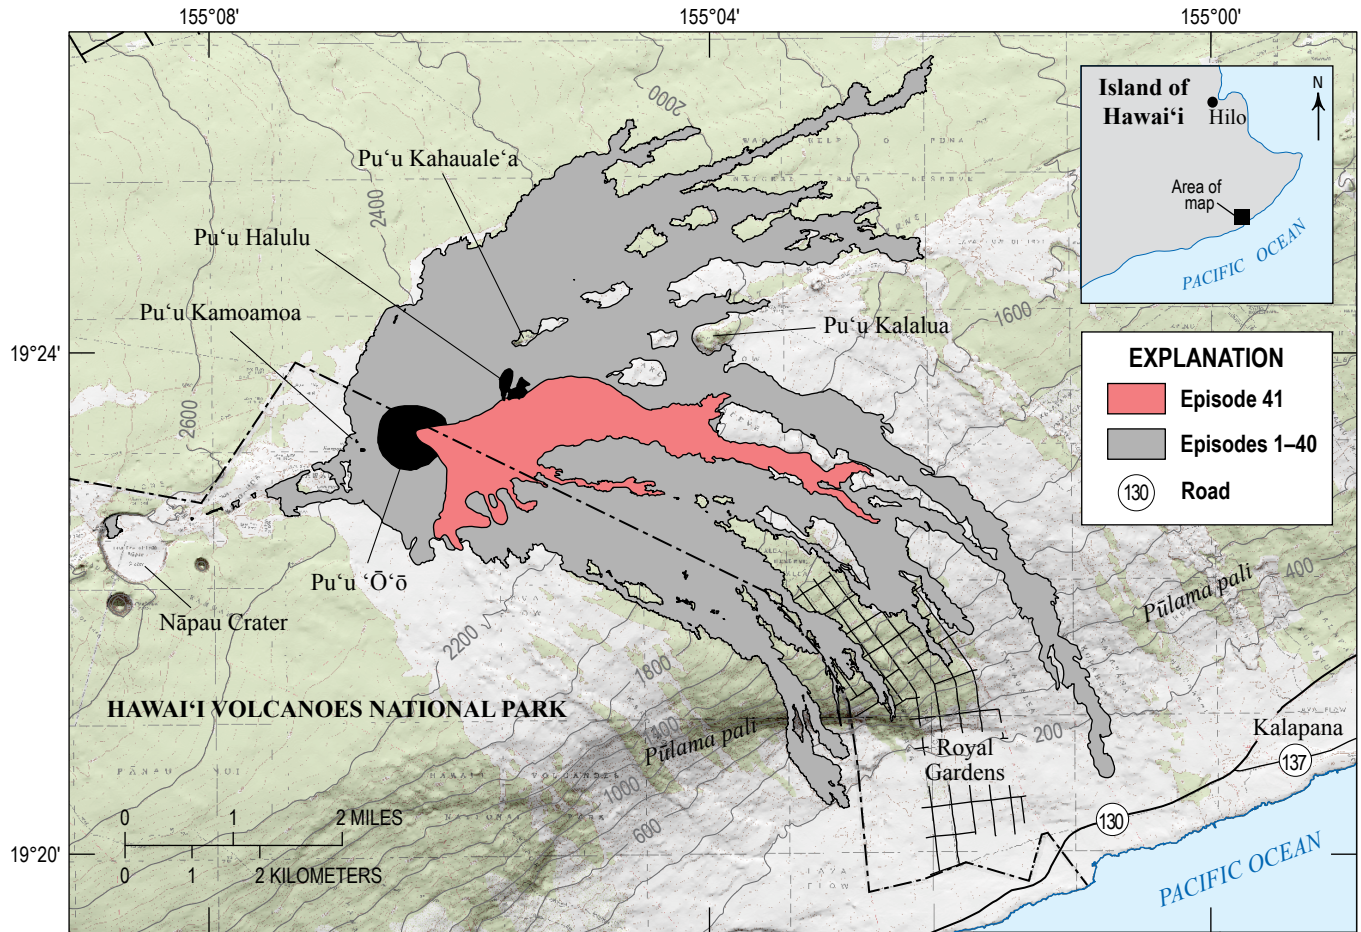 155°08'
155°04'
155°00'
Island of
Hawai‘i
N
Hilo
Area of
map
PACIFIC OCEAN
2000
Pu‘u Kahauale‘a
2400
Pu‘u Halulu
Pu‘u Kamoamoa
Pu‘u Kalalua
1600
19°24'
EXPLANATION
Episode 41
Episodes 1–40
130
Road
2600
Pu‘u ‘Ō‘ō
Nāpau Crater
2200
1800
400
Pūlama pali
HAWAI‘I VOLCANOES NATIONAL PARK
1400
Pūlama pali
200
Royal
Gardens
Kalapana
137
1000
600
130
0 1 2 MILES
0 1 2 KILOMETERS
19°20'
PACIFIC OCEAN